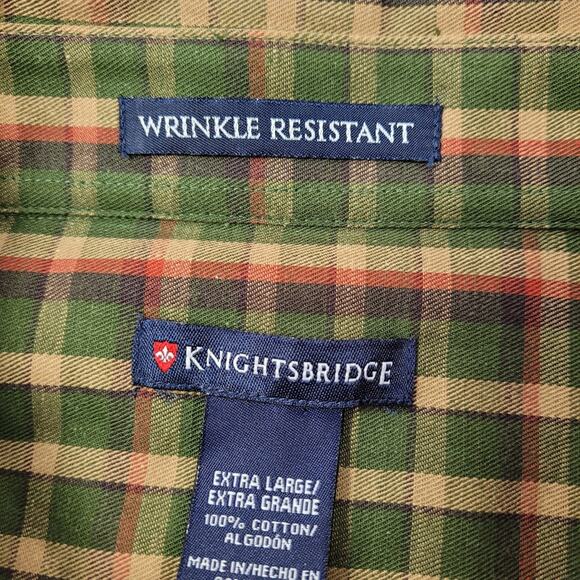 WRINKLE RESISTANT
KNIGHTSBRIDGE
EXTRA LARGE/
EXTRA GRANDE
100% COTTON/
ALGODÓN
MADE IN/HECHO EN